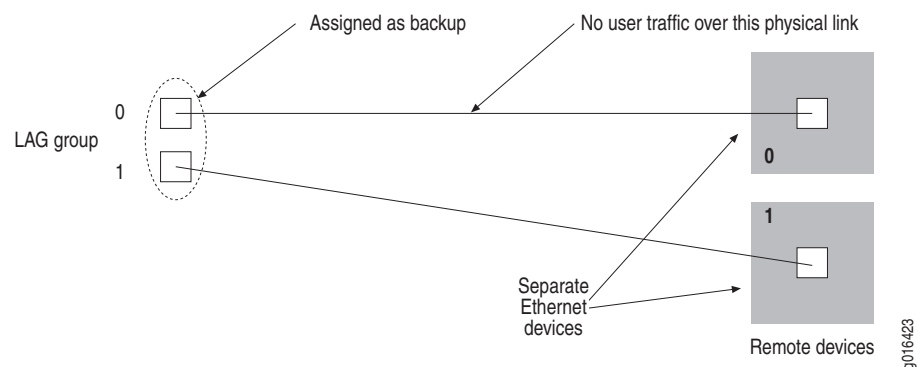 Assigned as backup
No user traffic over this physical link
0
LAG group
1
0
1
Separate
Ethernet
devices
Remote devices
g016423